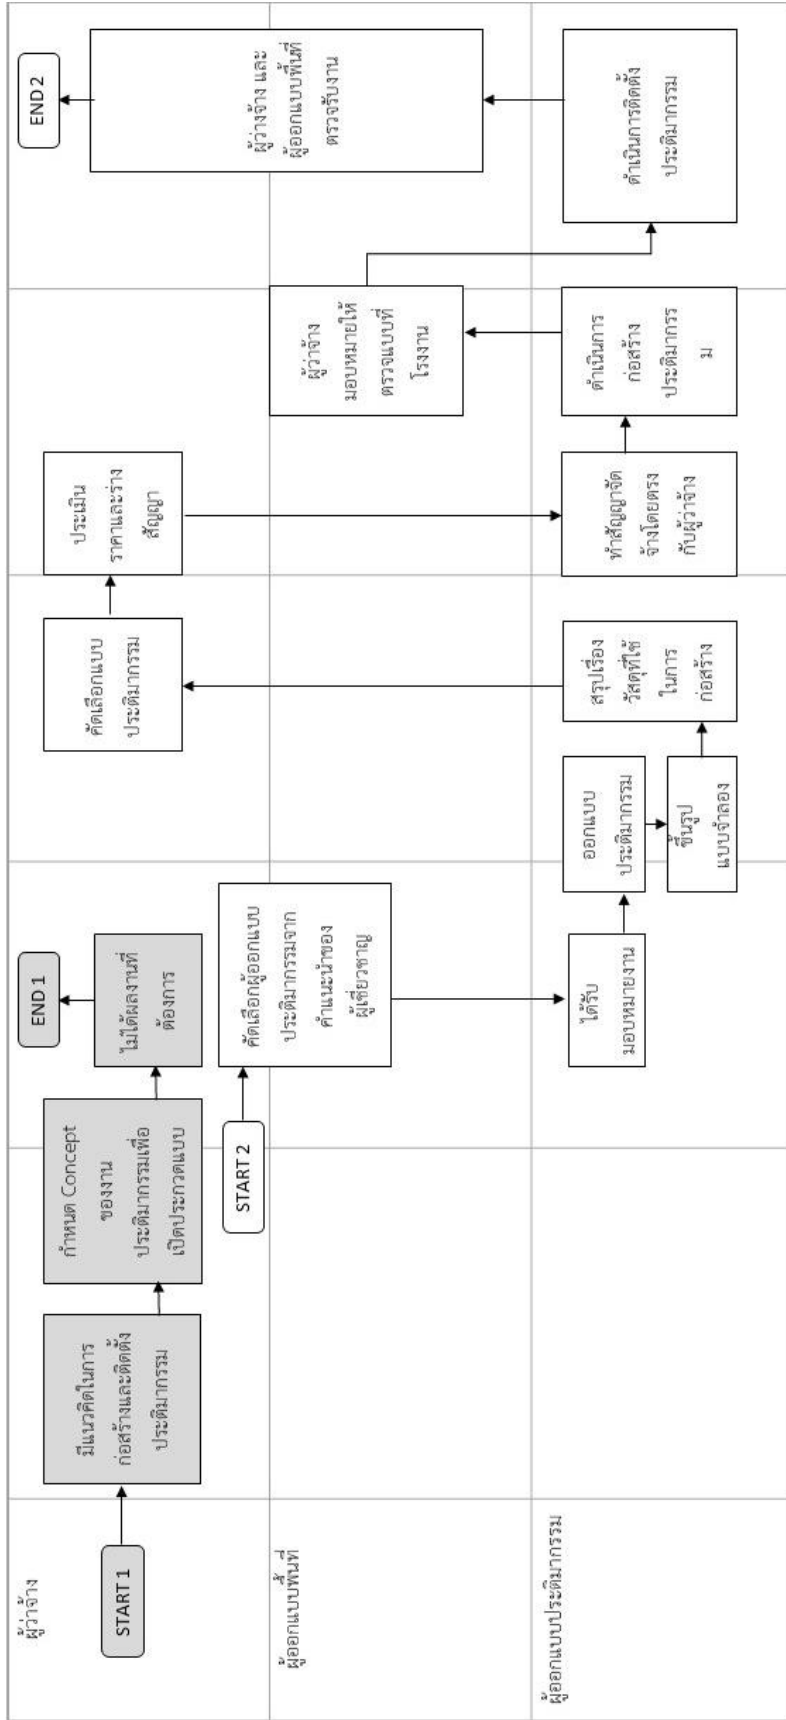 ผู้ว่าจ้าง
START 1
มีแนวคิดในการ
ก่อสร้างและติดตั้ง
ประติมากรรม
กำหนด Concept
ของงาน
ประติมากรรมเพื่อ
เปิดประกวดแบบ
ไม่ได้ผลงานที่
ต้องการ
END 1
คัดเลือกแบบ
ประติมากรรม
ประเมิน
ราคาและร่าง
สัญญา
END 2
ผู้ออกแบบพื้นที่
START 2
คัดเลือกผู้ออกแบบ
ประติมากรรมจาก
คำแนะนำของ
ผู้เชี่ยวชาญ
ผู้ว่าจ้าง
มอบหมายให้
ตรวจแบบที่
โรงงาน
ผู้ว่างจ้าง และ
ผู้ออกแบบพื้นที่
ตรวจรับงาน
ผู้ออกแบบประติมากรรม
ได้รับ
มอบหมายงาน
ออกแบบ
ประติมากรรม
ขึ้นรูป
แบบจำลอง
สรุปเรื่อง
วัสดุที่ใช้
ในการ
ก่อสร้าง
ทำสัญญาจัด
จ้างโดยตรง
กับผู้ว่าจ้าง
ดำเนินการ
ก่อสร้าง
ประติมากรร
ม
ดำเนินการติดตั้ง
ประติมากรรม